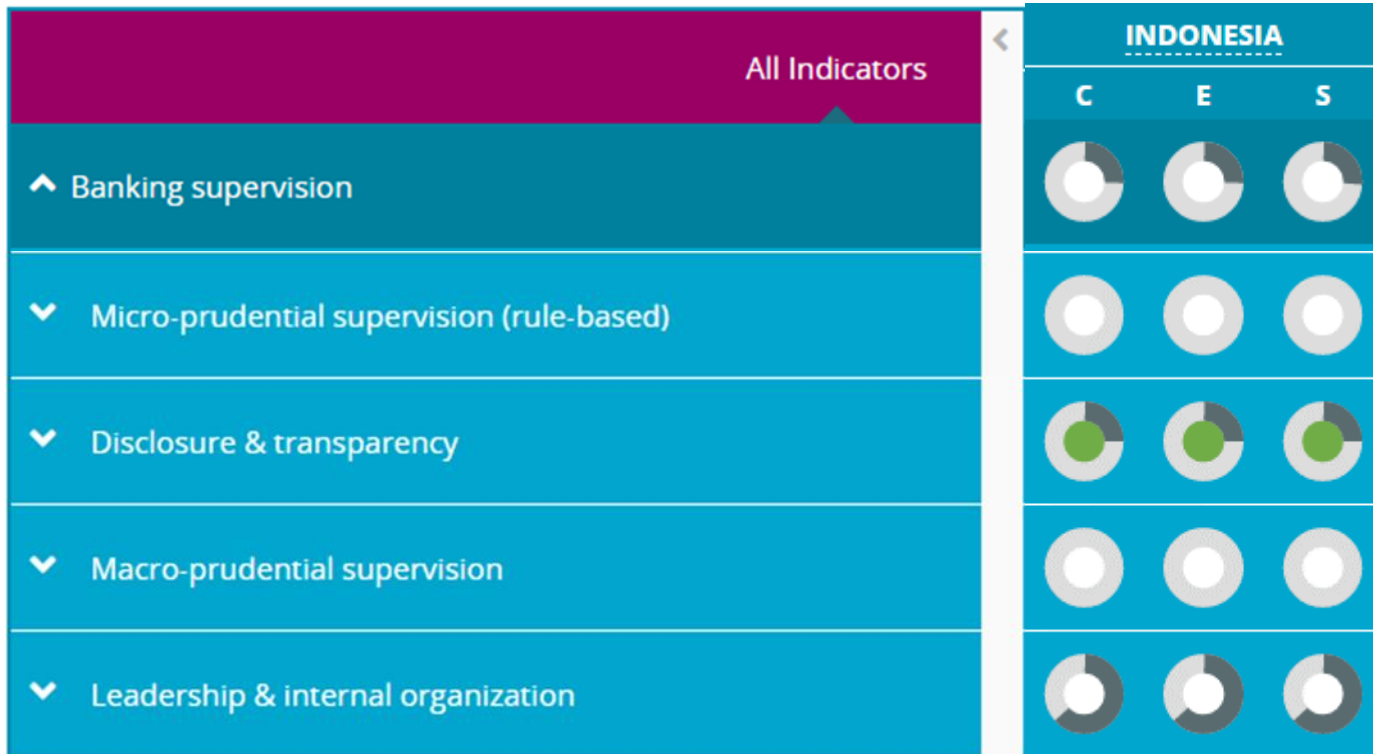 All Indicators
INDONESIA
C E S
Banking supervision
Micro-prudential supervision (rule-based)
Disclosure & transparency
Macro-prudential supervision
Leadership & internal organization